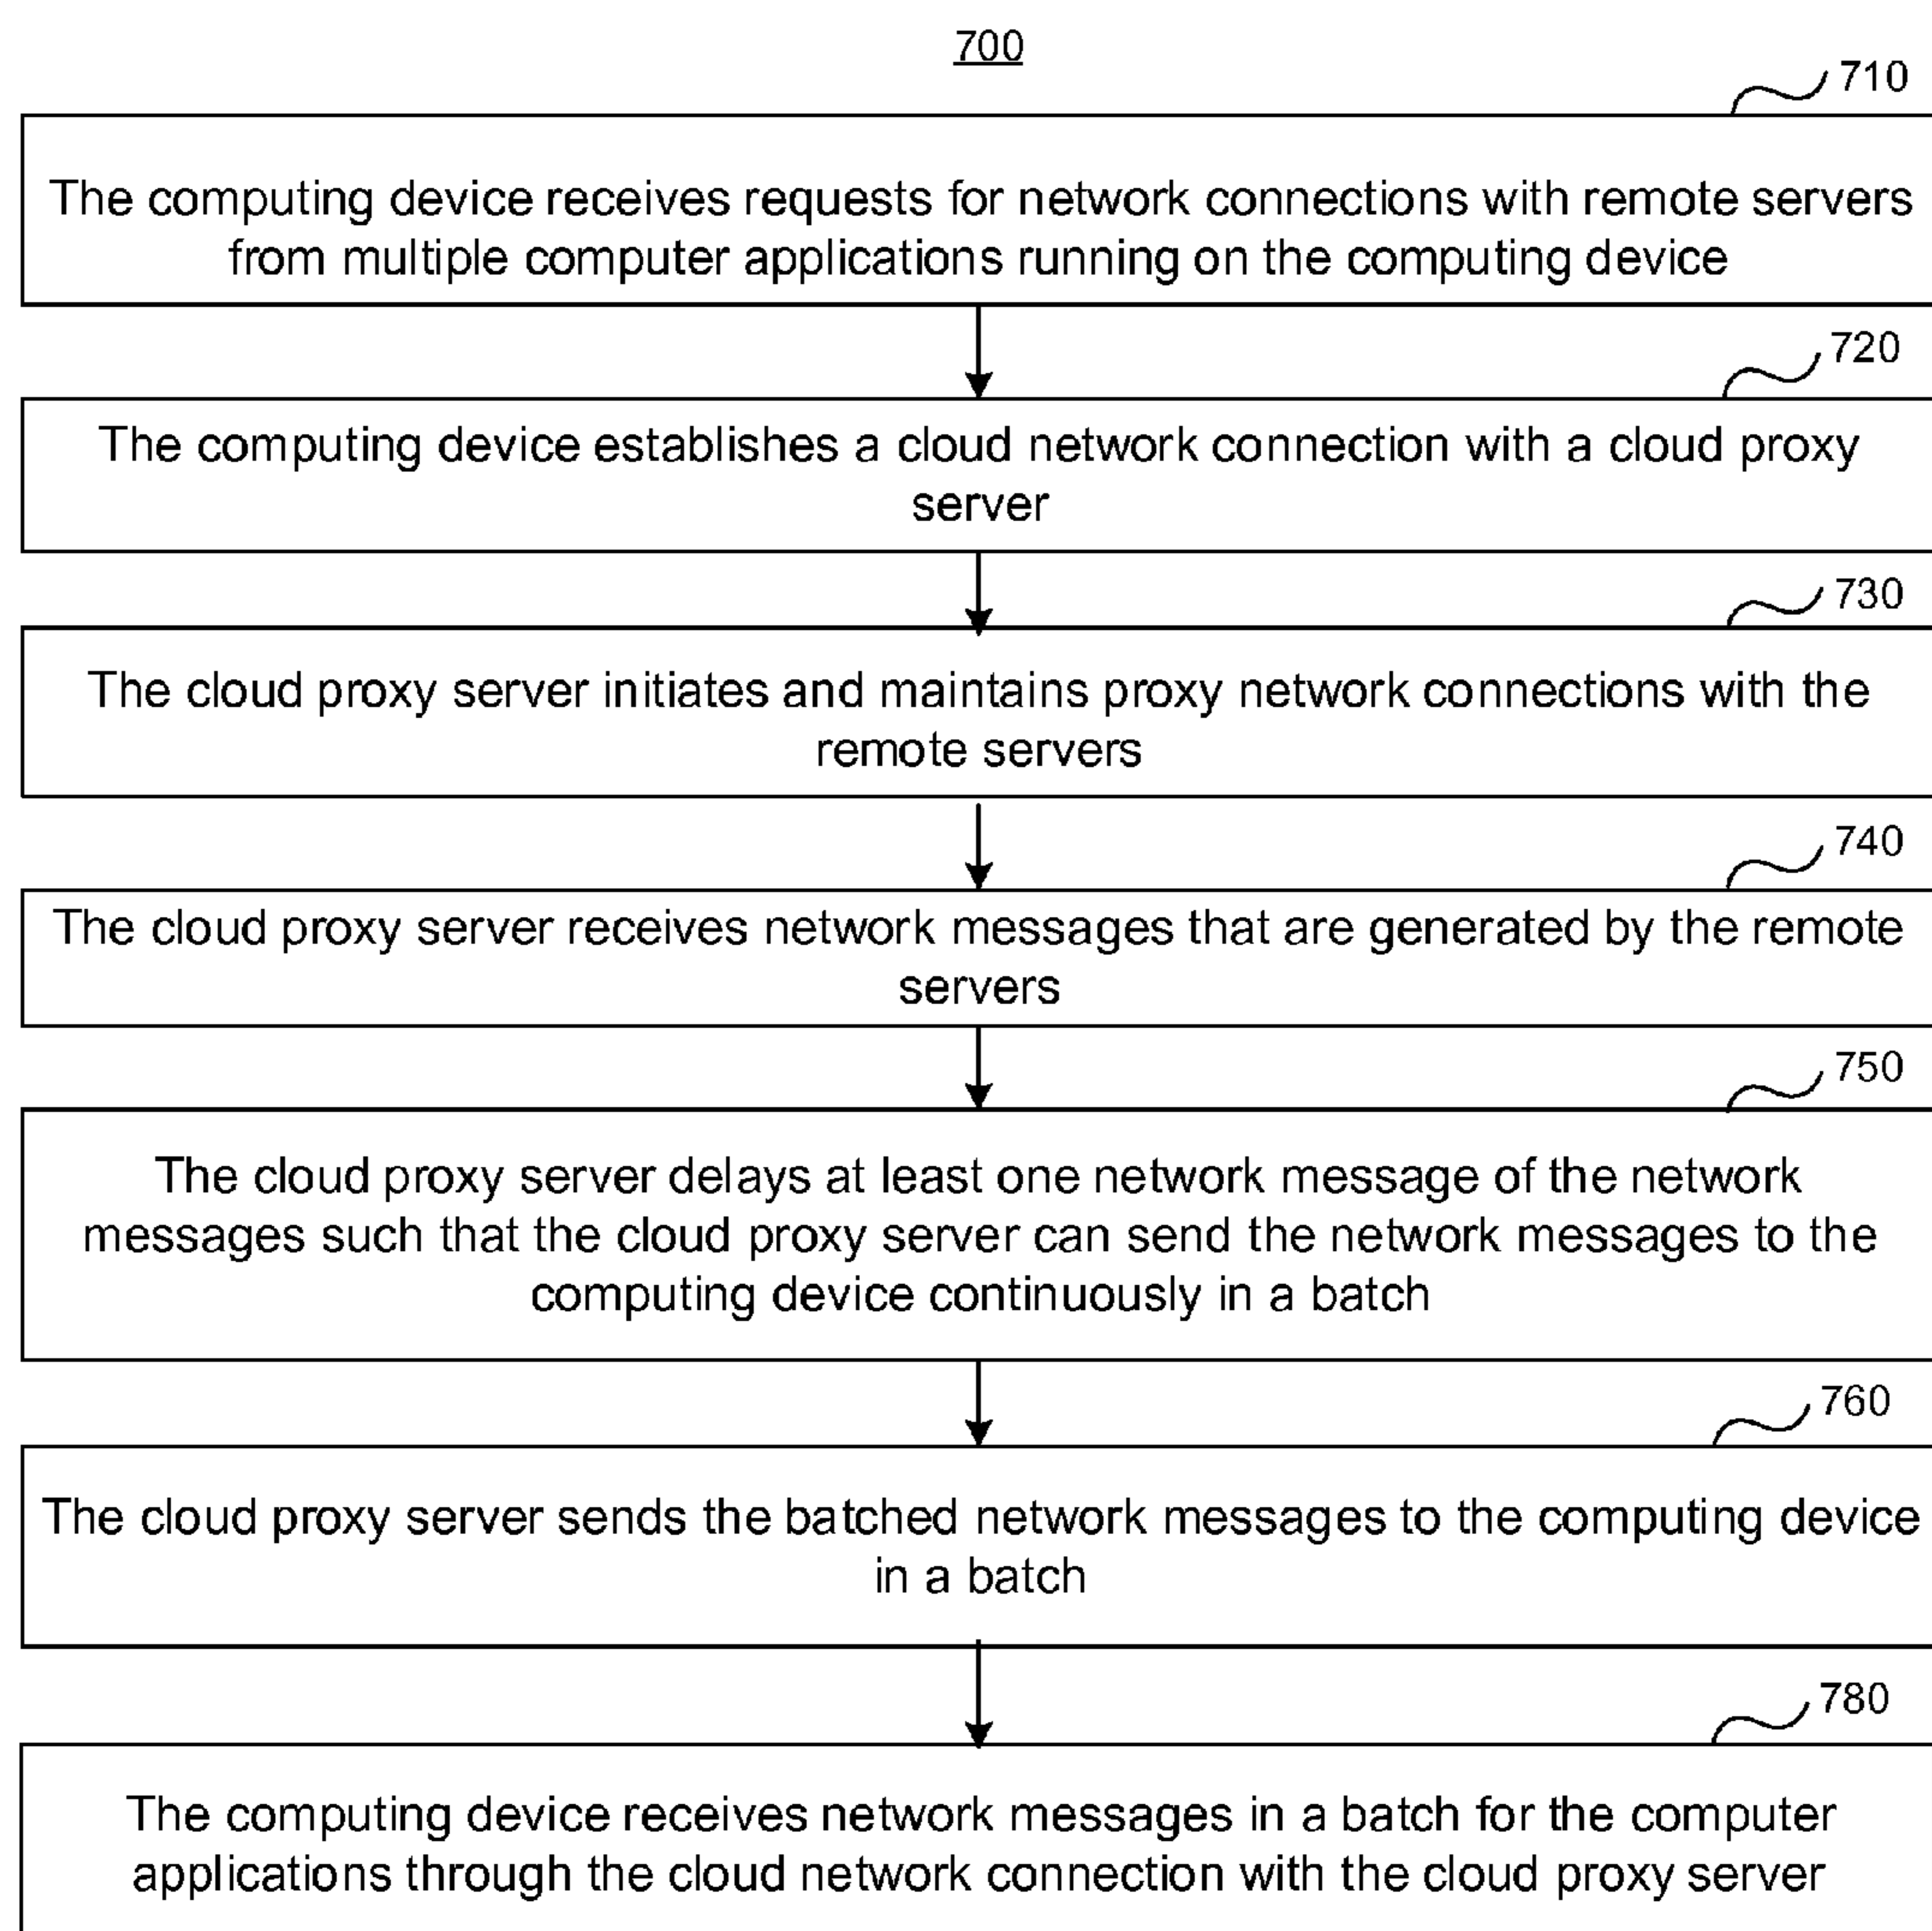 700
710
The computing device receives requests for network connections with remote servers
from multiple computer applications running on the computing device
720
The computing device establishes a cloud network connection with a cloud proxy
server
730
The cloud proxy server initiates and maintains proxy network connections with the
remote servers
740
The cloud proxy server receives network messages that are generated by the remote
servers
750
The cloud proxy server delays at least one network message of the network
messages such that the cloud proxy server can send the network messages to the
computing device continuously in a batch
760
The cloud proxy server sends the batched network messages to the computing device
in a batch
780
The computing device receives network messages in a batch for the computer
applications through the cloud network connection with the cloud proxy server